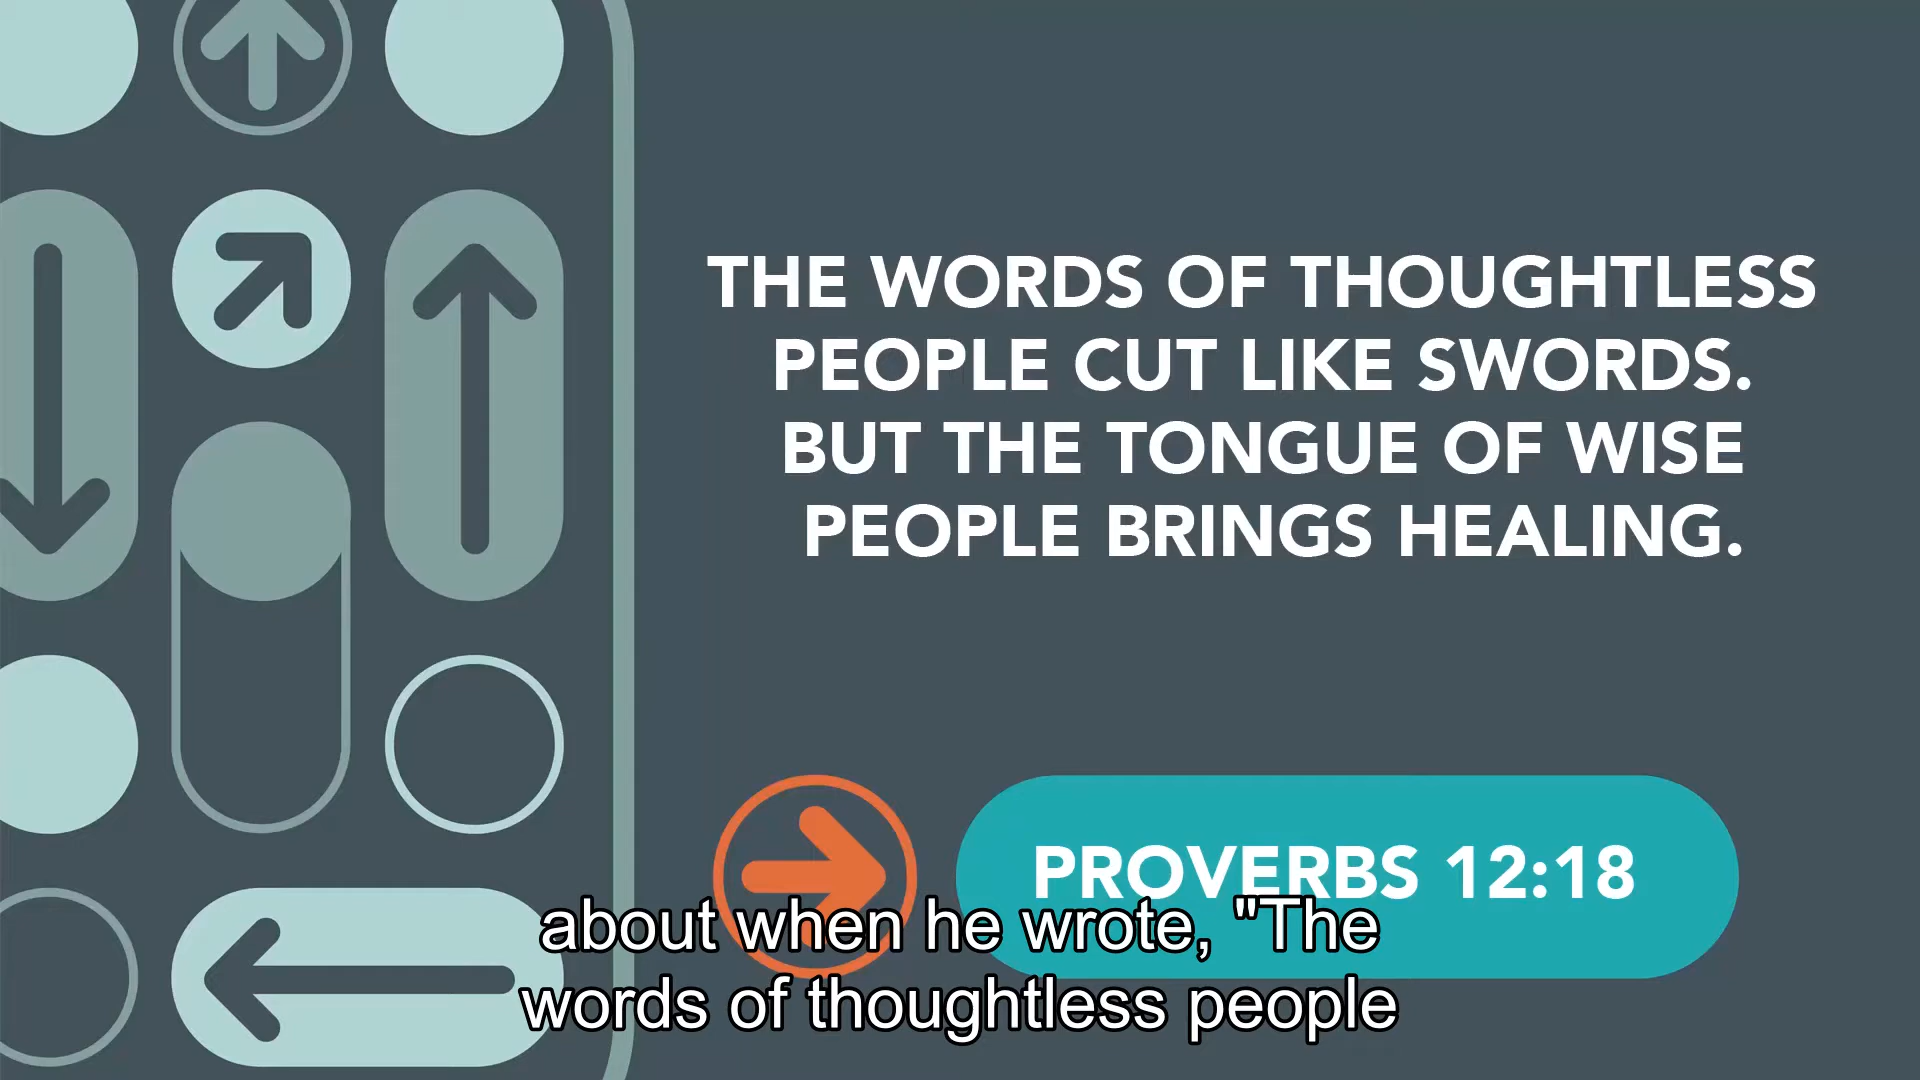 THE WORDS OF THOUGHTLESS
PEOPLE CUT LIKE SWORDS.
BUT THE TONGUE OF WISE
PEOPLE BRINGS HEALING.
PROVERBS 12:18
about when he wrote, "The
words of thoughtless people